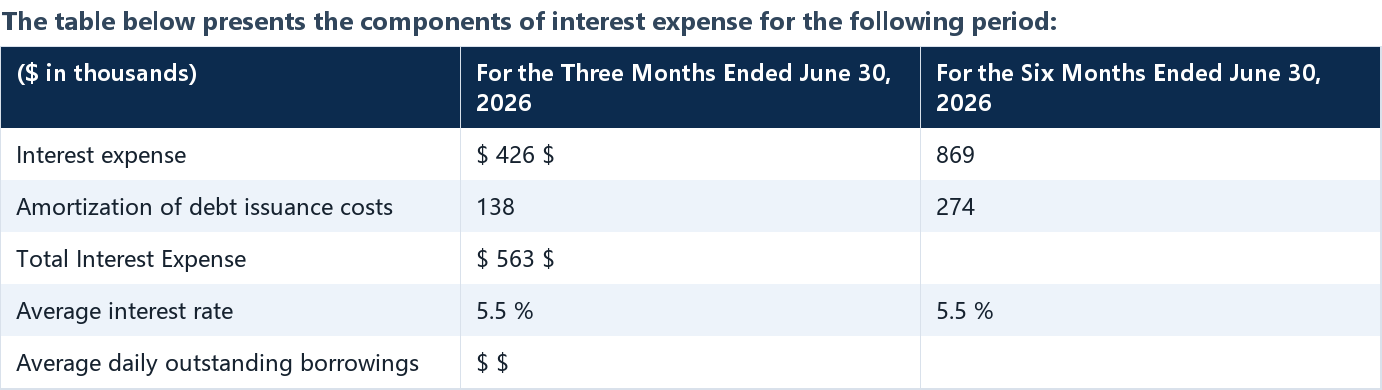 The table below presents the components of interest expense for the following period:
($ in thousands) For the Three Months Ended June 30, 2026 For the Six Months Ended June 30, 2026
Interest expense $ 426 $ 869
Amortization of debt issuance costs 138 274
Total Interest Expense $ 563 $
Average interest rate 5.5 % 5.5 %
Average daily outstanding borrowings $ $